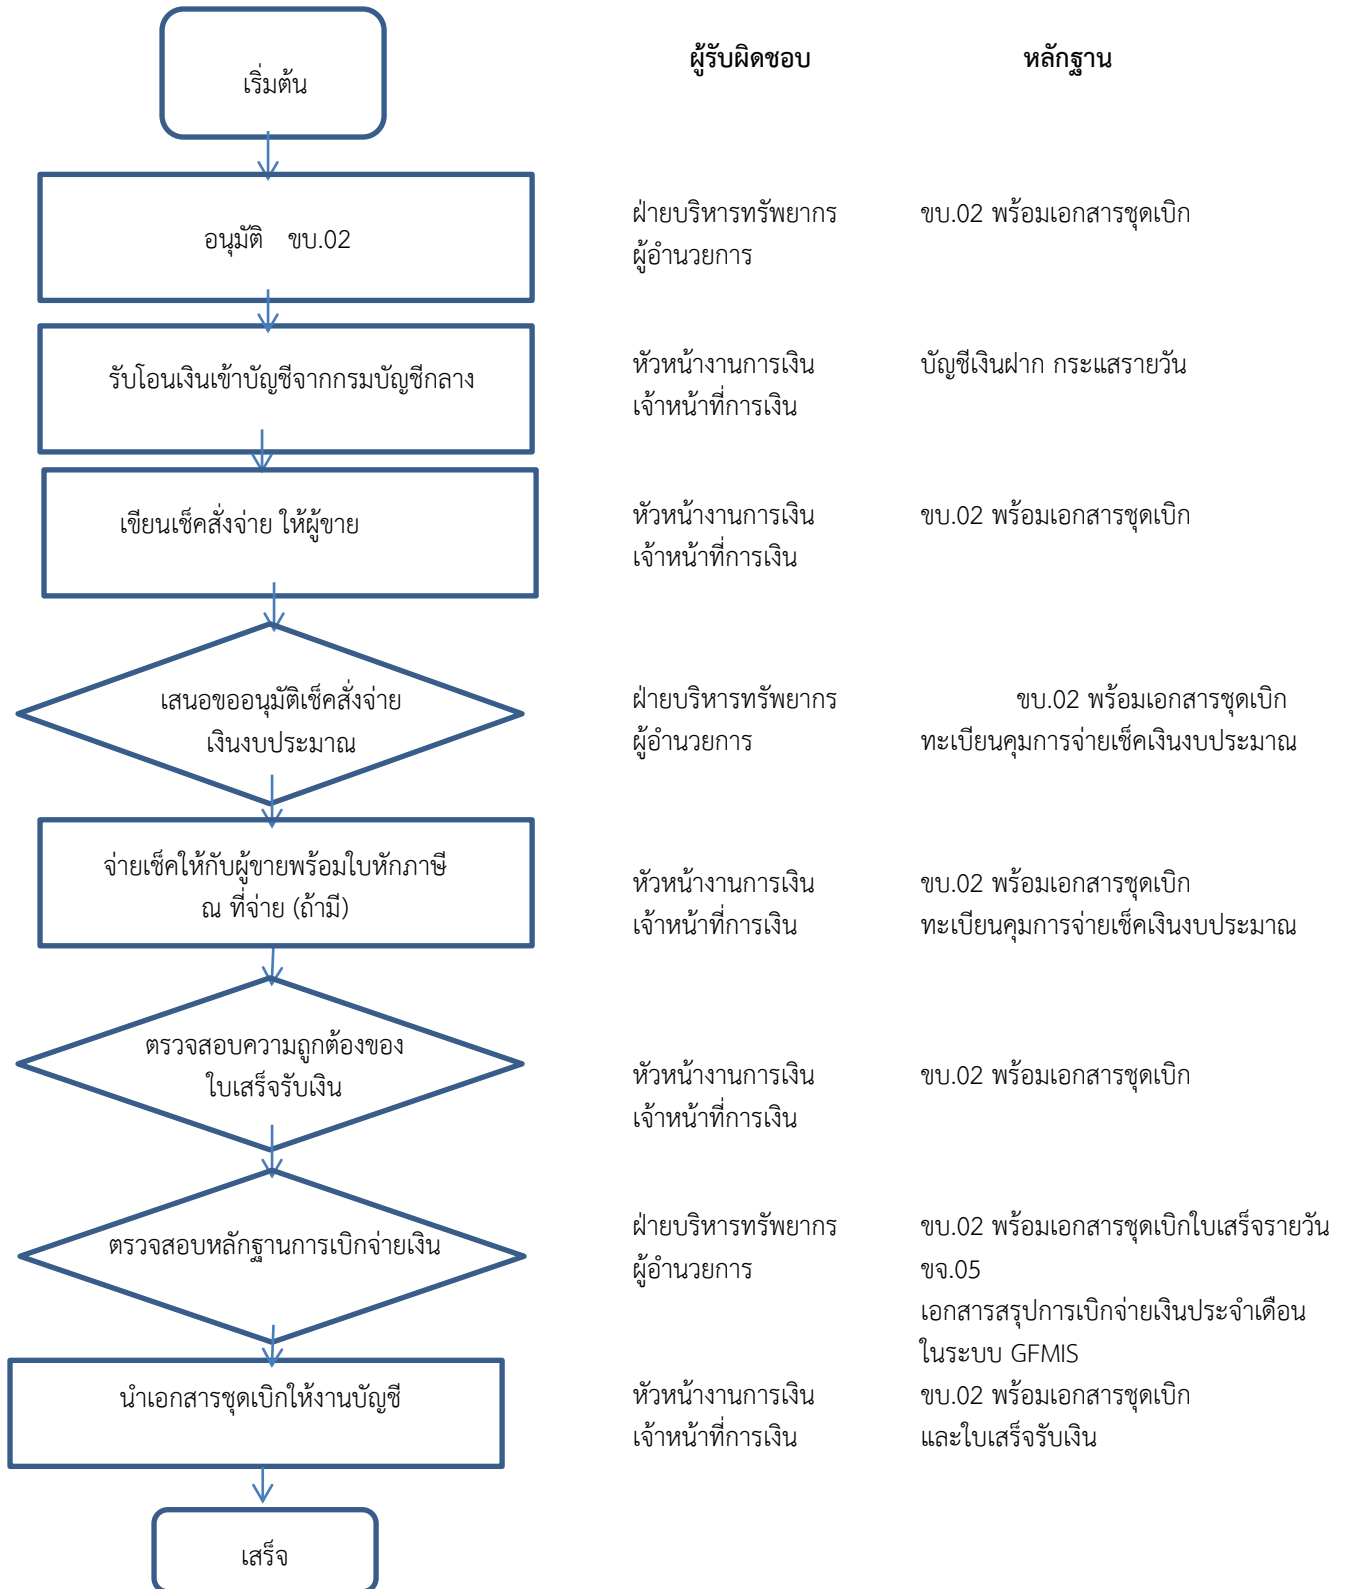 เริ่มต้น
ผู้รับผิดชอบ หลักฐาน
อนุมัติ ขบ.02
ฝ่ายบริหารทรัพยากร ขบ.02 พร้อมเอกสารชุดเบิก
ผู้อำนวยการ
รับโอนเงินเข้าบัญชีจากกรมบัญชีกลาง
หัวหน้างานการเงิน บัญชีเงินฝาก กระแสรายวัน
เจ้าหน้าที่การเงิน
เขียนเช็คสั่งจ่าย ให้ผู้ขาย
หัวหน้างานการเงิน ขบ.02 พร้อมเอกสารชุดเบิก
เจ้าหน้าที่การเงิน
เสนอขออนุมัติเช็คสั่งจ่าย
เงินงบประมาณ
ฝ่ายบริหารทรัพยากร ขบ.02 พร้อมเอกสารชุดเบิก
ผู้อำนวยการ ทะเบียนคุมการจ่ายเช็คเงินงบประมาณ
จ่ายเช็คให้กับผู้ขายพร้อมใบหักภาษี
ณ ที่จ่าย (ถ้ามี)
หัวหน้างานการเงิน ขบ.02 พร้อมเอกสารชุดเบิก
เจ้าหน้าที่การเงิน ทะเบียนคุมการจ่ายเช็คเงินงบประมาณ
ตรวจสอบความถูกต้องของ
ใบเสร็จรับเงิน
หัวหน้างานการเงิน ขบ.02 พร้อมเอกสารชุดเบิก
เจ้าหน้าที่การเงิน
ตรวจสอบหลักฐานการเบิกจ่ายเงิน
ฝ่ายบริหารทรัพยากร ขบ.02 พร้อมเอกสารชุดเบิกใบเสร็จรายวัน
ผู้อำนวยการ ขจ.05
เอกสารสรุปการเบิกจ่ายเงินประจำเดือน
ในระบบ GFMIS
นำเอกสารชุดเบิกให้งานบัญชี
หัวหน้างานการเงิน ขบ.02 พร้อมเอกสารชุดเบิก
เจ้าหน้าที่การเงิน และใบเสร็จรับเงิน
เสร็จ